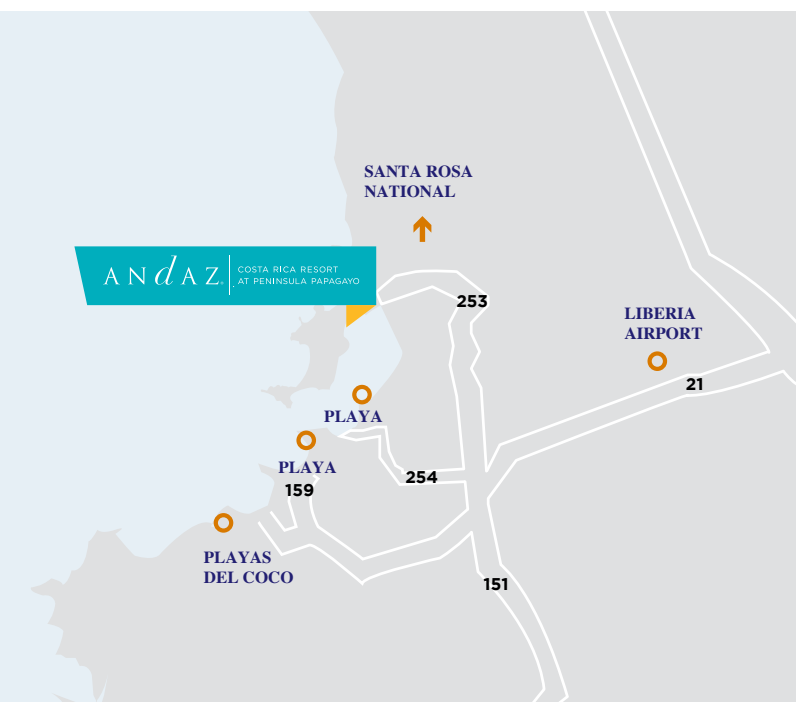 SANTA ROSA
NATIONAL
ANdAZ. COSTA RICA RESORT
AT PENINSULA PAPAGAYO
253
LIBERIA
AIRPORT
21
PLAYA
PLAYA
254
159
PLAYAS
DEL COCO
151